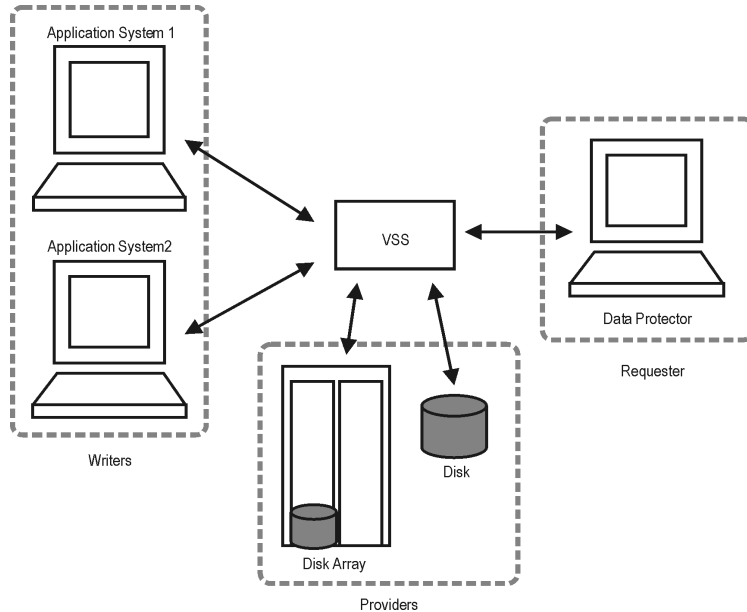 Application System 1
Application System2
Writers
VSS
Data Protector
Requester
Disk
Disk Array
Providers